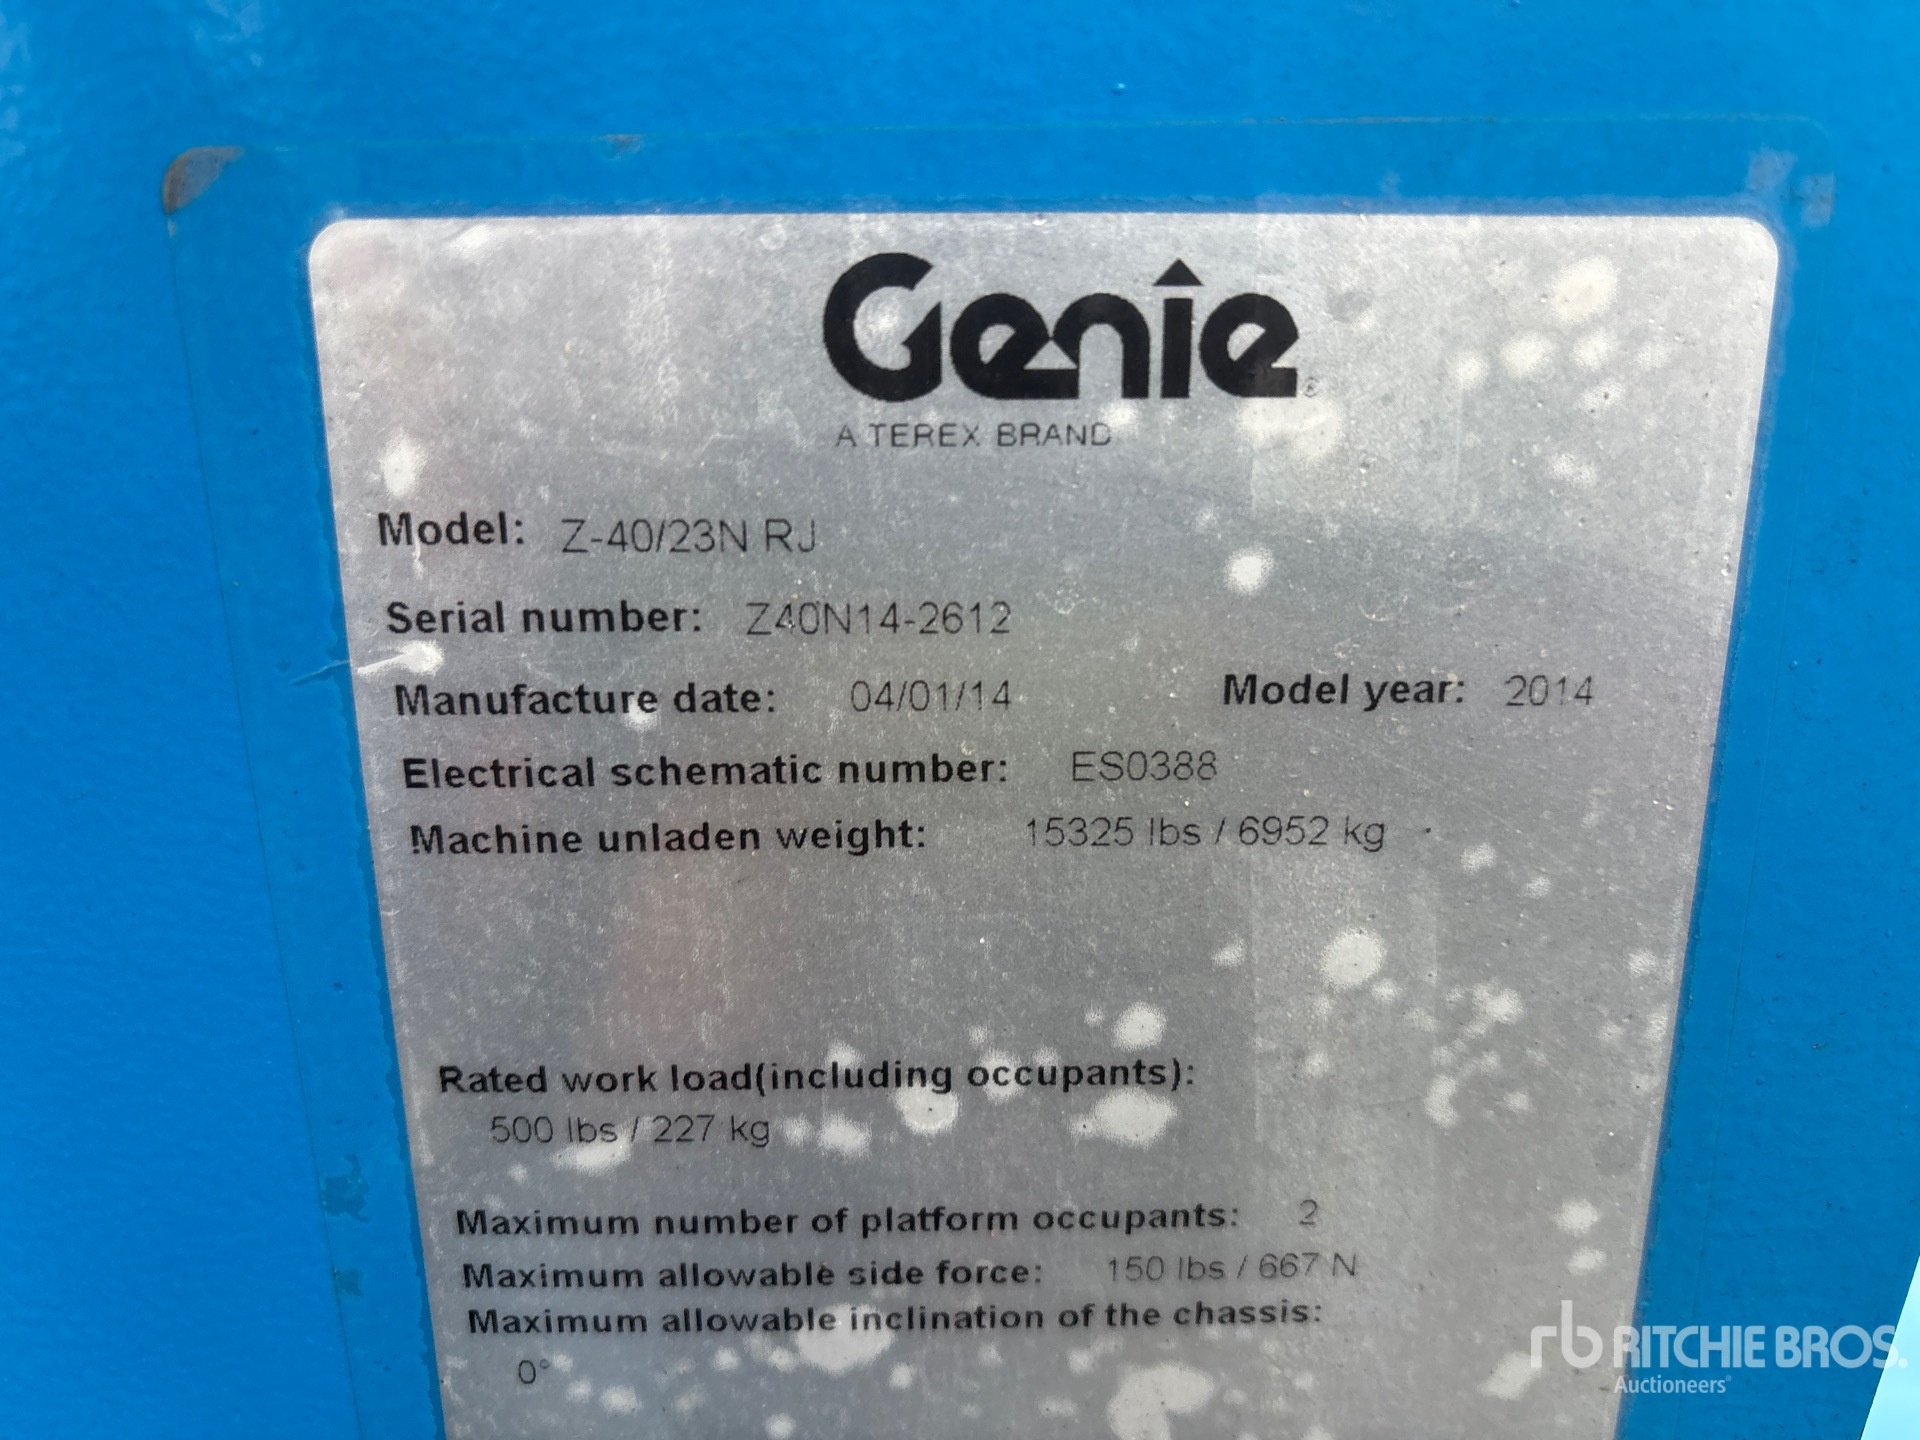 Genie®
A TEREX BRAND
Model: Z-40/23N RJ
Serial number: Z40N14-2612
Manufacture date: 04/01/14 Model year: 2014
Electrical schematic number: ES0388
Machine unladen weight: 15325 lbs / 6952 kg
Rated work load(including occupants):
500 lbs / 227 kg
Maximum number of platform occupants: 2
Maximum allowable side force: 150 lbs / 667 N
Maximum allowable inclination of the chassis:
0°
rb RITCHIE BROS.
Auctioneers®